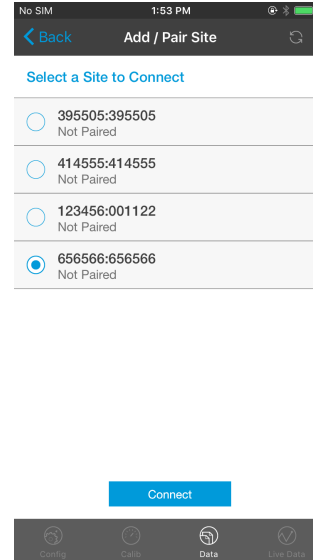 No SIM 1:53 PM
Back Add / Pair Site
Select a Site to Connect
395505:395505
Not Paired
414555:414555
Not Paired
123456:001122
Not Paired
656566:656566
Not Paired
Connect
Config Calib Data Live Data